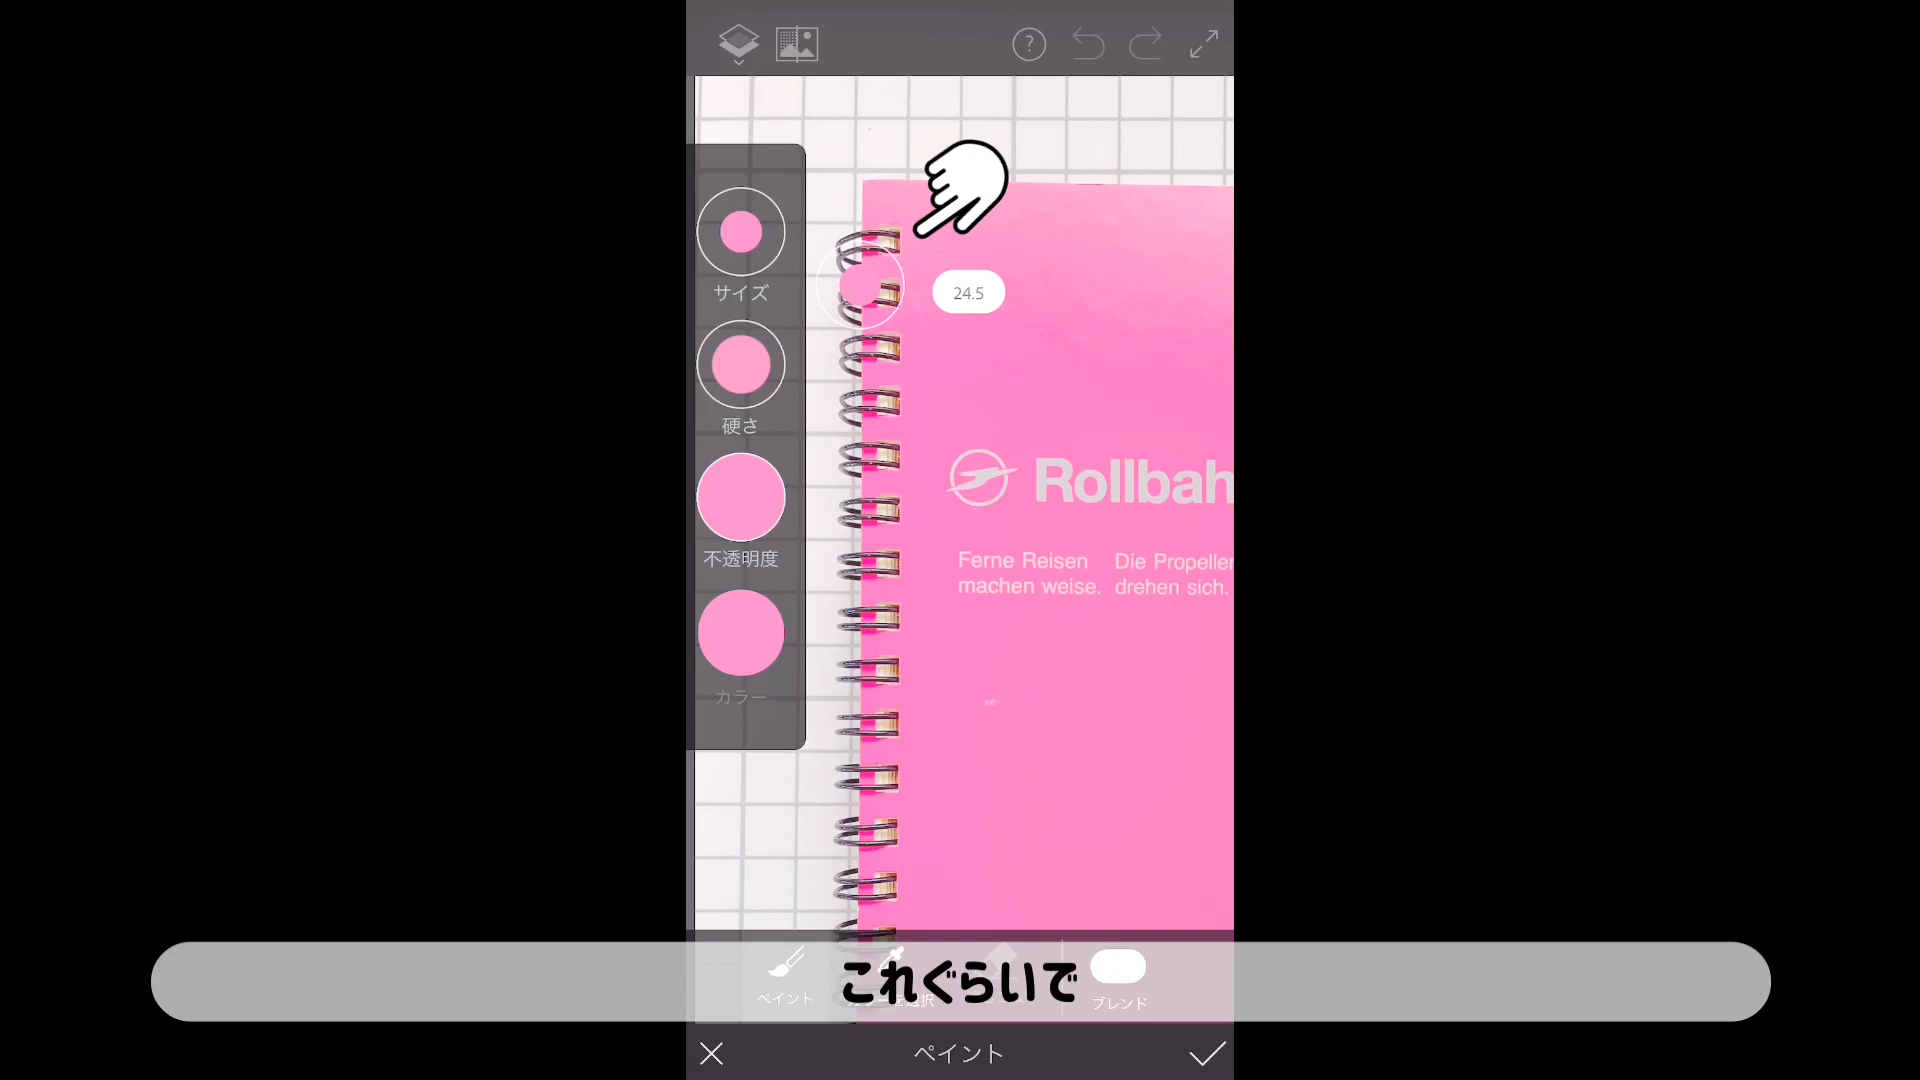 ?
サイズ
24.5
硬さ
Rollbah
不透明度
Ferne Reisen Die Propeller
machen weise. drehen sich.
カラー
これぐらいで
ペイント
ブレンド
ペイント